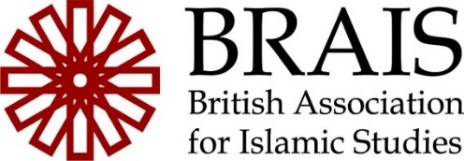 BRAIS
British Association
for Islamic Studies